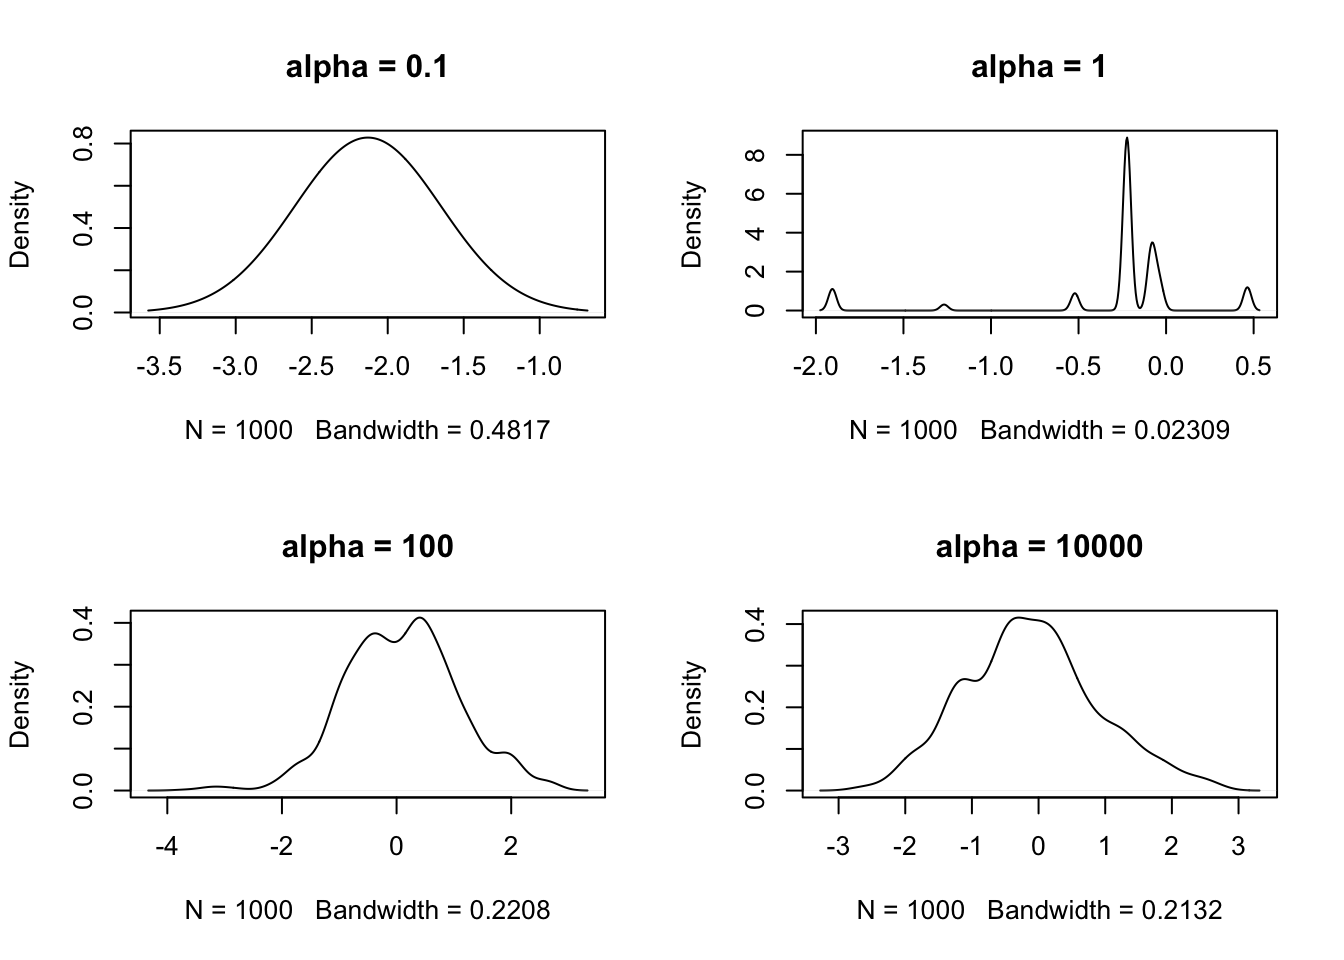 alpha = 0.1
Density
0.0 0.4 0.8
-3.5 -3.0 -2.5 -2.0 -1.5 -1.0
N = 1000 Bandwidth = 0.4817
alpha = 1
Density
0 2 4 6 8
-2.0 -1.5 -1.0 -0.5 0.0 0.5
N = 1000 Bandwidth = 0.02309
alpha = 100
Density
0.0 0.2 0.4
-4 -2 0 2
N = 1000 Bandwidth = 0.2208
alpha = 10000
Density
0.0 0.2 0.4
-3 -2 -1 0 1 2 3
N = 1000 Bandwidth = 0.2132